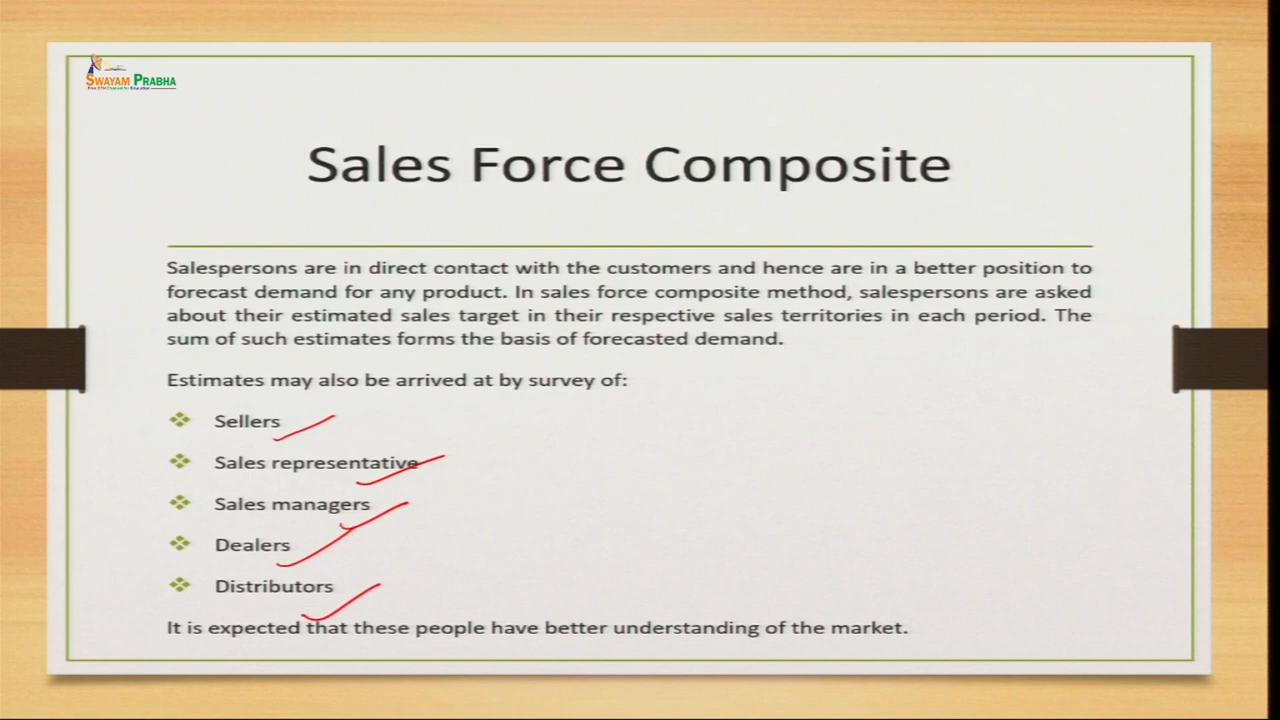 SWAYAM PRABHA
Sales Force Composite
Salespersons are in direct contact with the customers and hence are in a better position to
forecast demand for any product. In sales force composite method, salespersons are asked
about their estimated sales target in their respective sales territories in each period. The
sum of such estimates forms the basis of forecasted demand.
Estimates may also be arrived at by survey of:
Sellers
Sales representative
Sales managers
Dealers
Distributors
It is expected that these people have better understanding of the market.